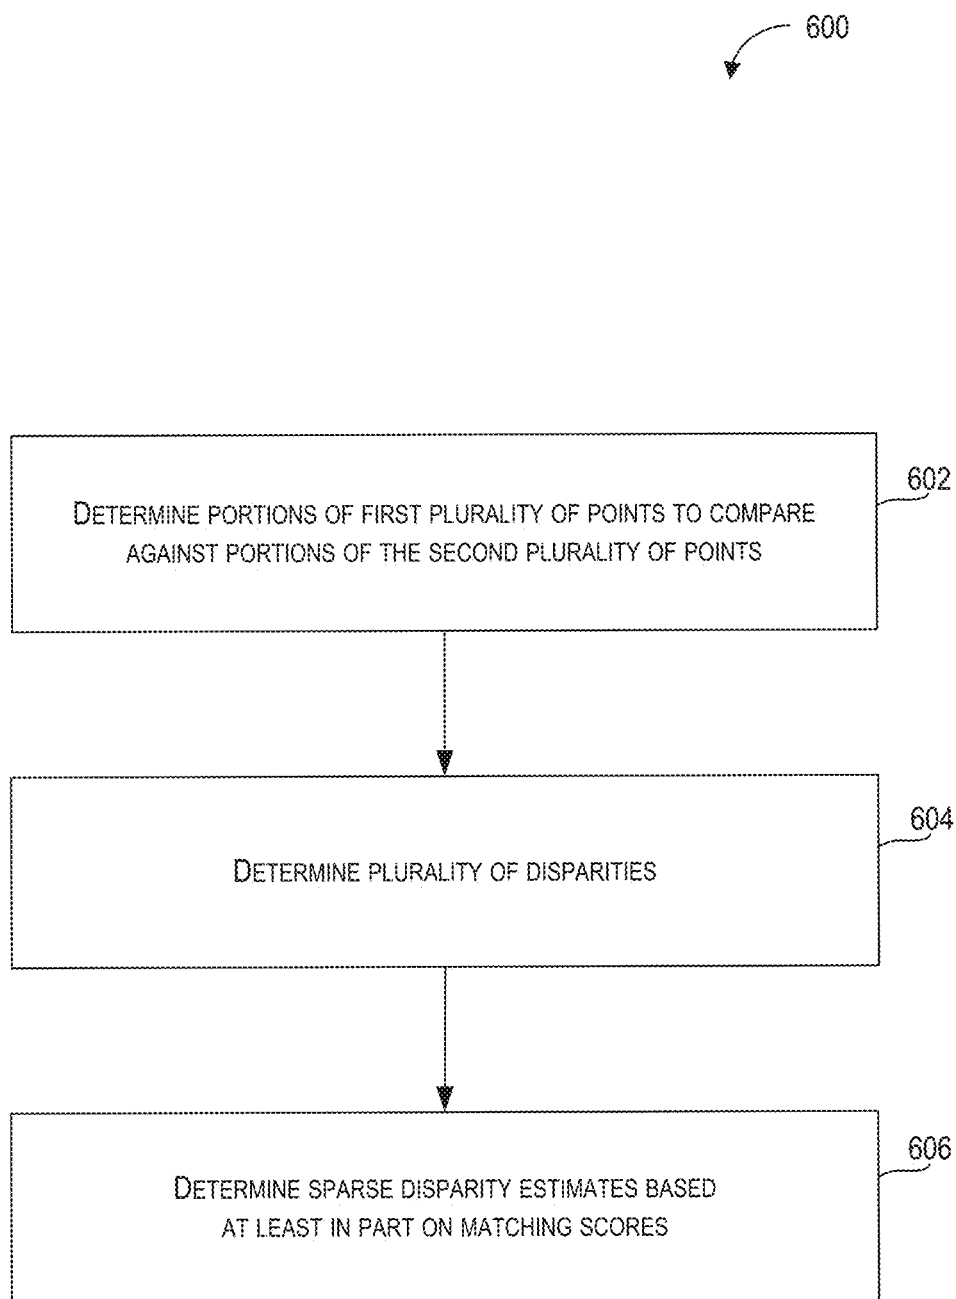 600
602
DETERMINE PORTIONS OF FIRST PLURALITY OF POINTS TO COMPARE
AGAINST PORTIONS OF THE SECOND PLURALITY OF POINTS
604
DETERMINE PLURALITY OF DISPARITIES
606
DETERMINE SPARSE DISPARITY ESTIMATES BASED
AT LEAST IN PART ON MATCHING SCORES